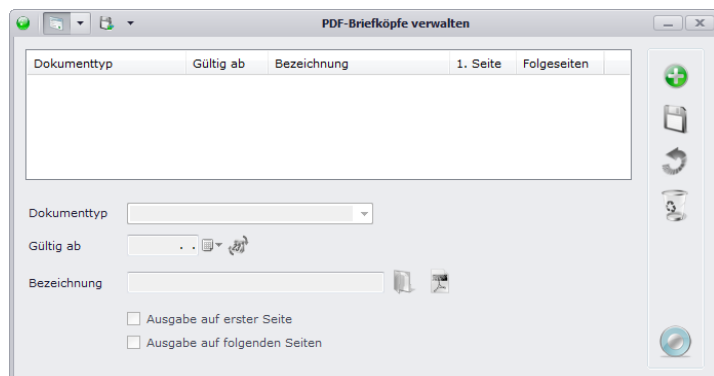 PDF-Briefköpfe verwalten
Dokumenttyp Gültig ab Bezeichnung 1. Seite Folgeseiten
Dokumenttyp
Gültig ab . .
Bezeichnung
Ausgabe auf erster Seite
Ausgabe auf folgenden Seiten